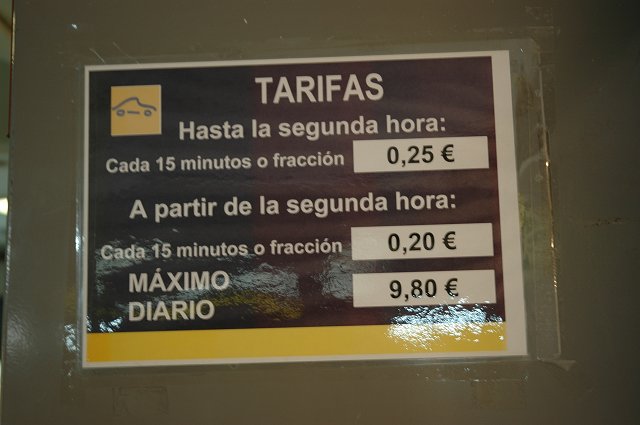 TARIFAS
Hasta la segunda hora:
Cada 15 minutos o fracción 0,25 €
A partir de la segunda hora:
Cada 15 minutos o fracción 0,20 €
MÁXIMO
DIARIO 9,80 €